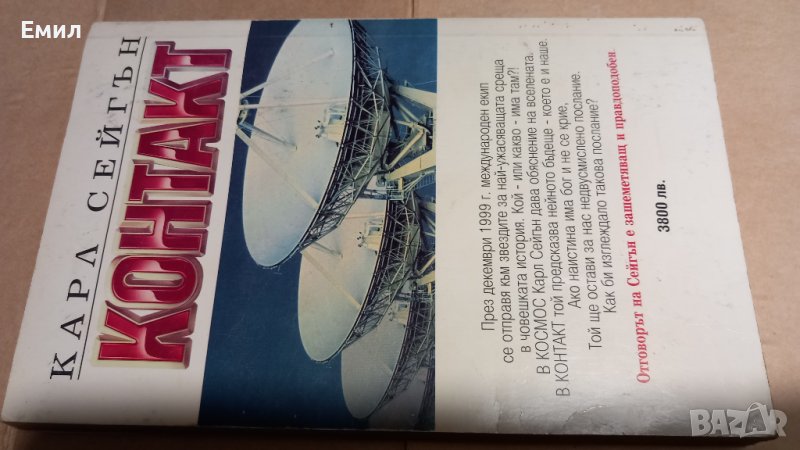 Емил
КАРЛ СЕЙГЪН
КОНТАКТ
През декември 1999 г. международен екип
се отправя към звездите за най-ужасяващата среща
в човешката история. Кой - или какво - има там?!
В КОСМОС Карл Сейгън дава обяснение на вселената.
В КОНТАКТ той предсказва нейното бъдеще - което е и наше.
Ако наистина има бог и не се крие,
Той ще остави за нас недвусмислено послание.
Как би изглеждало такова послание?
Отговорът на Сейгън е зашеметяващ и правдоподобен.
3800 лв.
BAZAR